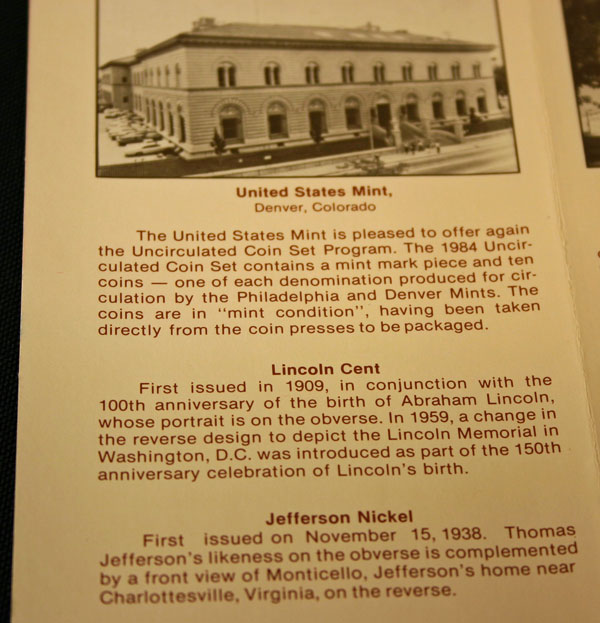 United States Mint,
Denver, Colorado
The United States Mint is pleased to offer again
the Uncirculated Coin Set Program. The 1984 Uncir-
culated Coin Set contains a mint mark piece and ten
coins — one of each denomination produced for cir-
culation by the Philadelphia and Denver Mints. The
coins are in "mint condition", having been taken
directly from the coin presses to be packaged.
Lincoln Cent
First issued in 1909, in conjunction with the
100th anniversary of the birth of Abraham Lincoln,
whose portrait is on the obverse. In 1959, a change in
the reverse design to depict the Lincoln Memorial in
Washington, D.C. was introduced as part of the 150th
anniversary celebration of Lincoln's birth.
Jefferson Nickel
First issued on November 15, 1938. Thomas
Jefferson's likeness on the obverse is complemented
by a front view of Monticello, Jefferson's home near
Charlottesville, Virginia, on the reverse.